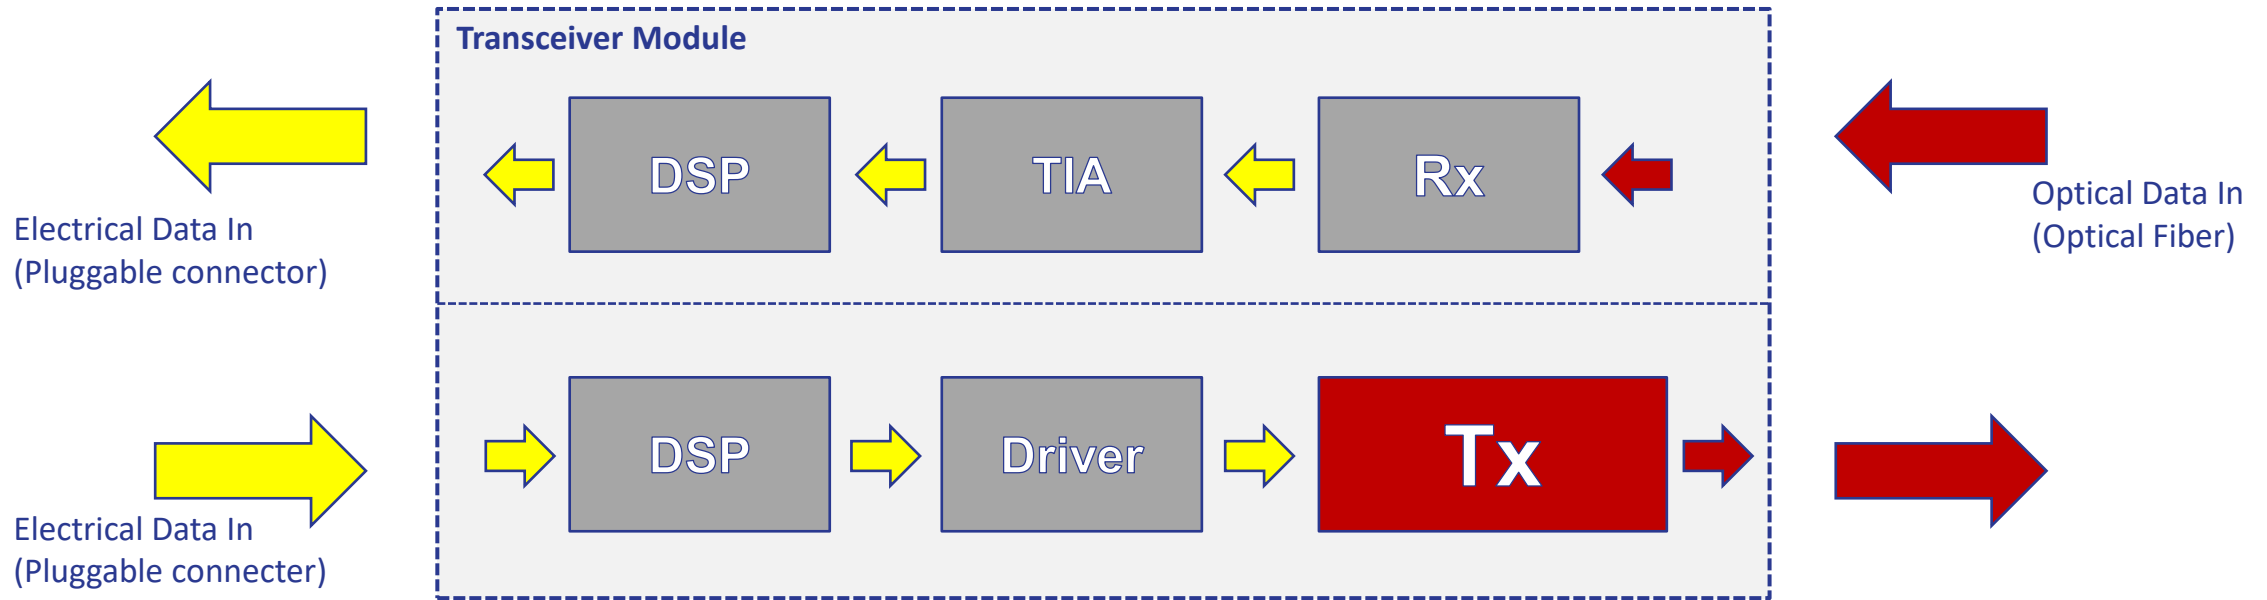 Transceiver Module
DSP
TIA
Rx
Electrical Data In
(Pluggable connector)
Optical Data In
(Optical Fiber)
DSP
Driver
Tx
Electrical Data In
(Pluggable connecter)